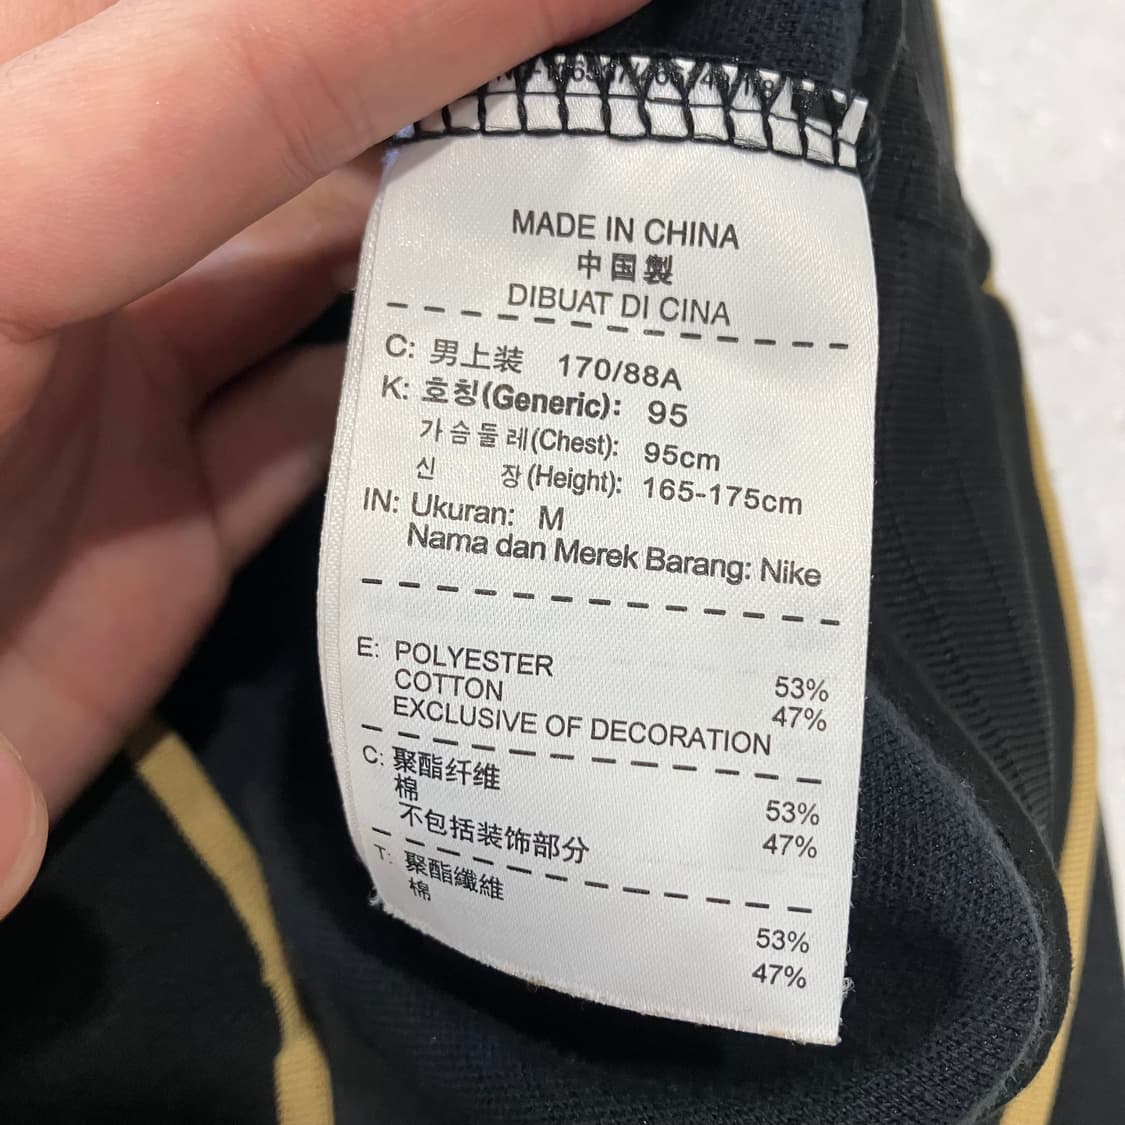 MADE IN CHINA
中国製
DIBUAT DI CINA
C: 男上装 170/88A
K: 호칭(Generic): 95
가슴둘레(Chest): 95cm
신 장(Height): 165-175cm
IN: Ukuran: M
Nama dan Merek Barang: Nike
E: POLYESTER 53%
COTTON 47%
EXCLUSIVE OF DECORATION
C: 聚酯纤维 53%
棉 47%
不包括装饰部分
T: 聚酯纖維 53%
棉 47%